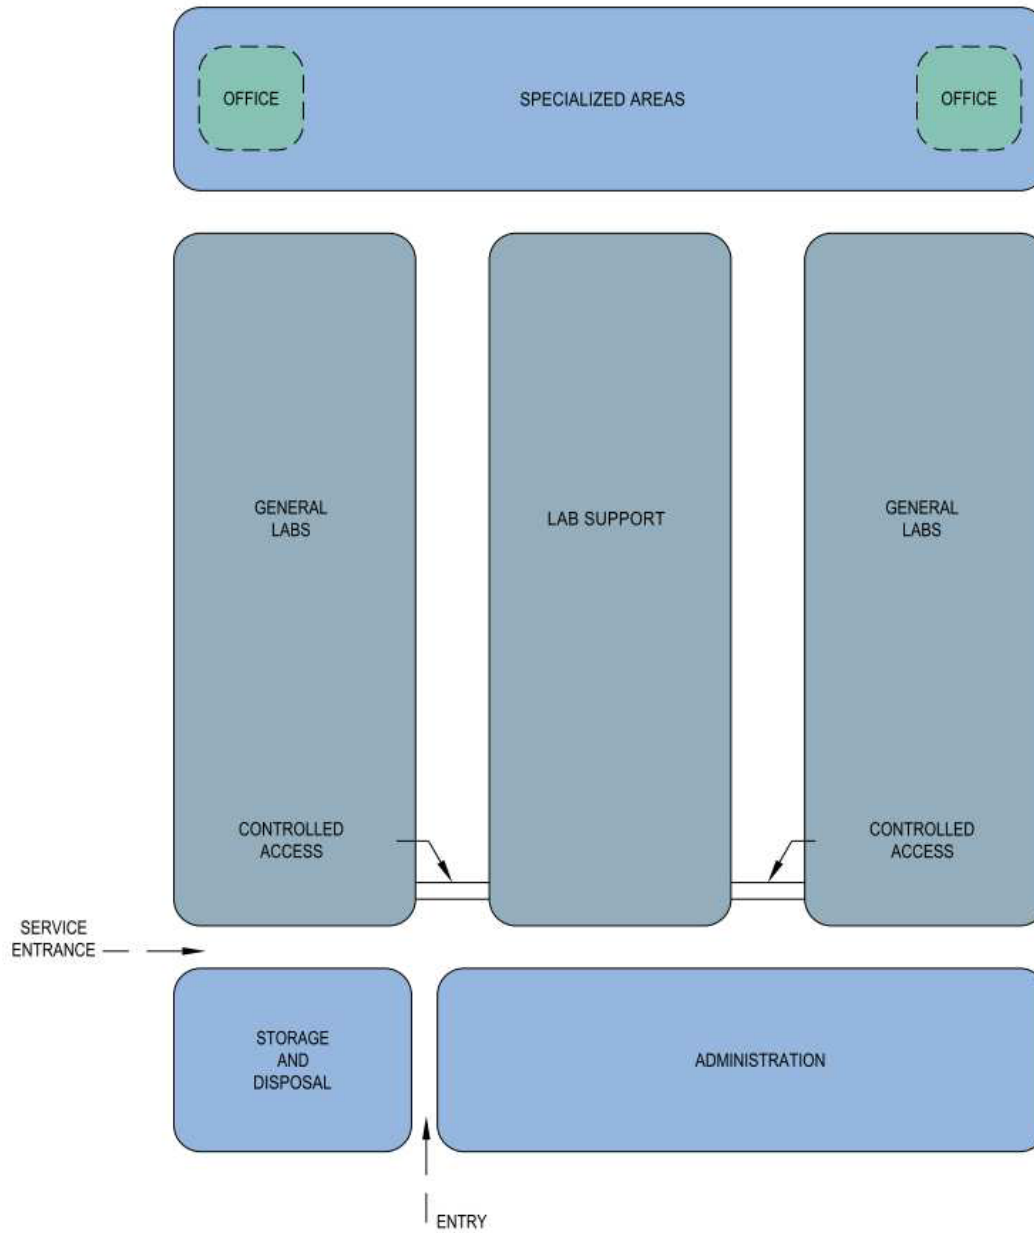 OFFICE
SPECIALIZED AREAS
OFFICE
GENERAL
LABS
LAB SUPPORT
GENERAL
LABS
CONTROLLED
ACCESS
CONTROLLED
ACCESS
SERVICE
ENTRANCE
STORAGE
AND
DISPOSAL
ADMINISTRATION
ENTRY